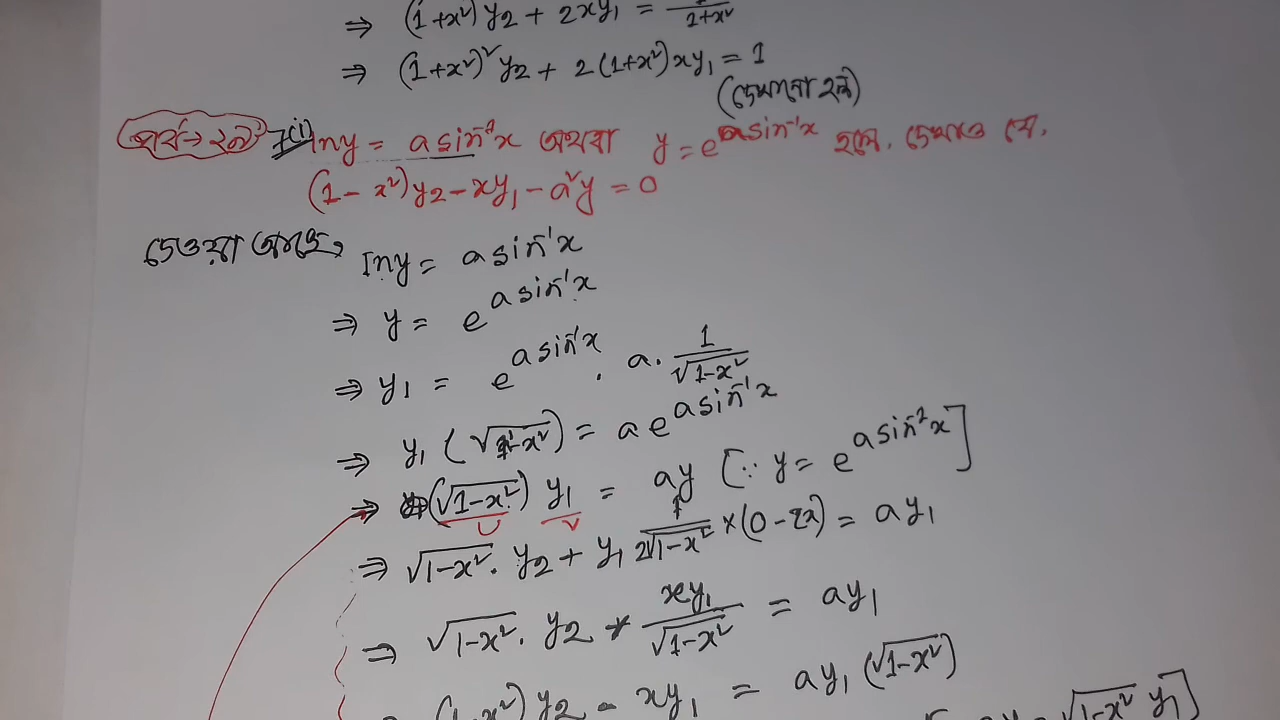 ⇒ (1+x²)y₂ + 2xy₁ = 1/(1+x²)
⇒ (1+x²)²y₂ + 2(1+x²)xy₁ = 1
(দেখানো হল)
7(i) lny = a sin⁻¹x অথবা y = e^(a sin⁻¹x) হলে, দেখাও যে,
(1 - x²)y₂ - xy₁ - a²y = 0
দেওয়া আছে, lny = a sin⁻¹x
⇒ y = e^(a sin⁻¹x)
⇒ y₁ = e^(a sin⁻¹x) . a. 1/√(1-x²)
⇒ y₁ (√(1-x²)) = a e^(a sin⁻¹x)
⇒ (√(1-x²)) y₁ = ay [∵ y = e^(a sin⁻¹x)]
U V
⇒ √(1-x²) . y₂ + y₁ 1/(2√(1-x²)) × (0-2x) = ay₁
⇒ √(1-x²) . y₂ - xy₁/√(1-x²) = ay₁
(1-x²)y₂ - xy₁ = ay₁(√(1-x²))
√(1-x²) y₁]